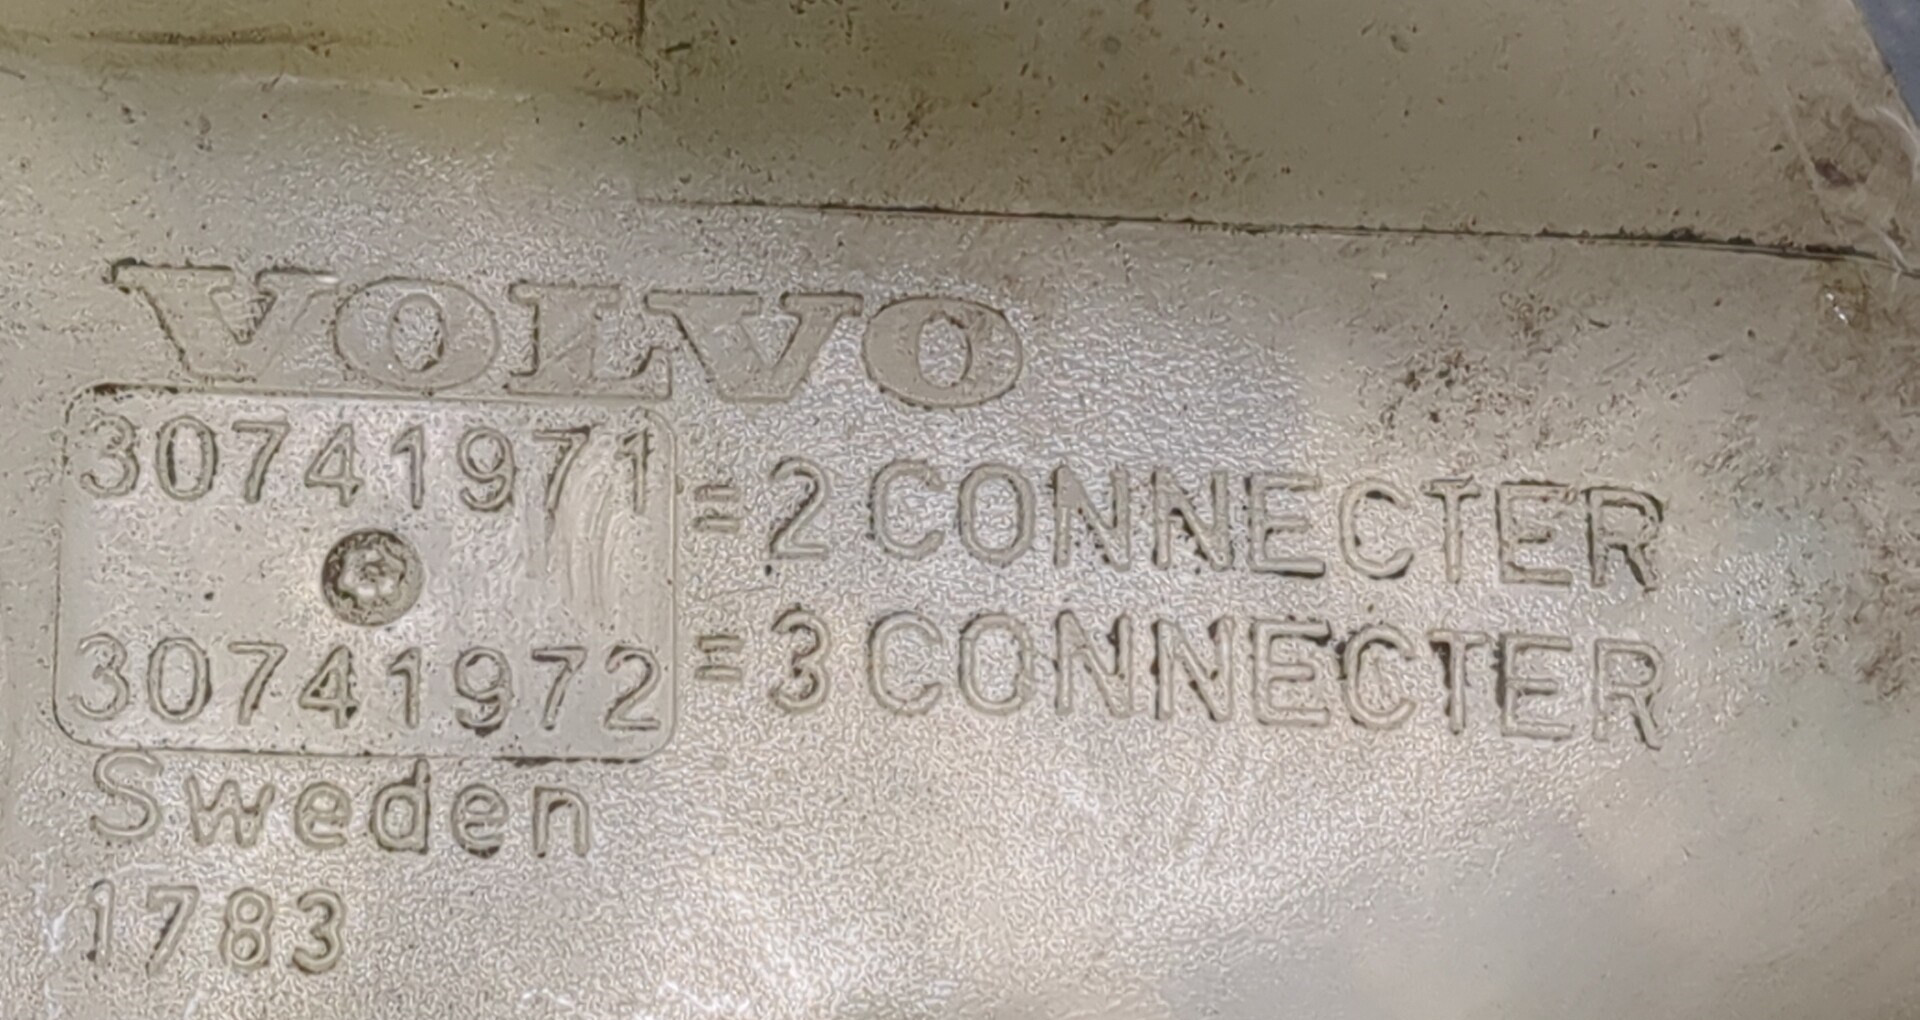 VOLVO
30741971 = 2 CONNECTER
30741972 = 3 CONNECTER
Sweden
1783